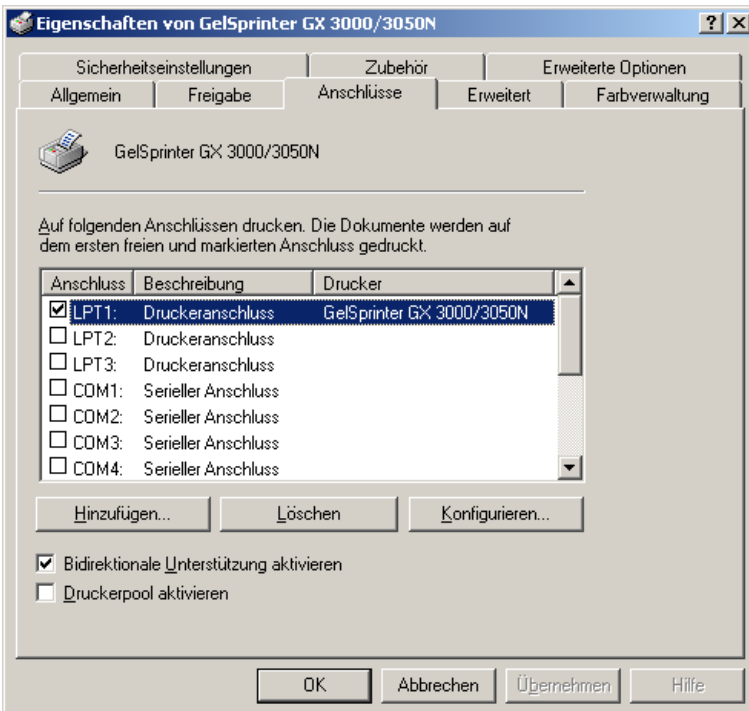 Eigenschaften von GelSprinter GX 3000/3050N
Sicherheitseinstellungen Zubehör Erweiterte Optionen
Allgemein Freigabe Anschlüsse Erweitert Farbverwaltung
GelSprinter GX 3000/3050N
Auf folgenden Anschlüssen drucken. Die Dokumente werden auf
dem ersten freien und markierten Anschluss gedruckt.
Anschluss Beschreibung Drucker
LPT1: Druckeranschluss GelSprinter GX 3000/3050N
LPT2: Druckeranschluss
LPT3: Druckeranschluss
COM1: Serieller Anschluss
COM2: Serieller Anschluss
COM3: Serieller Anschluss
COM4: Serieller Anschluss
Hinzufügen... Löschen Konfigurieren...
Bidirektionale Unterstützung aktivieren
Druckerpool aktivieren
OK Abbrechen Übernehmen Hilfe